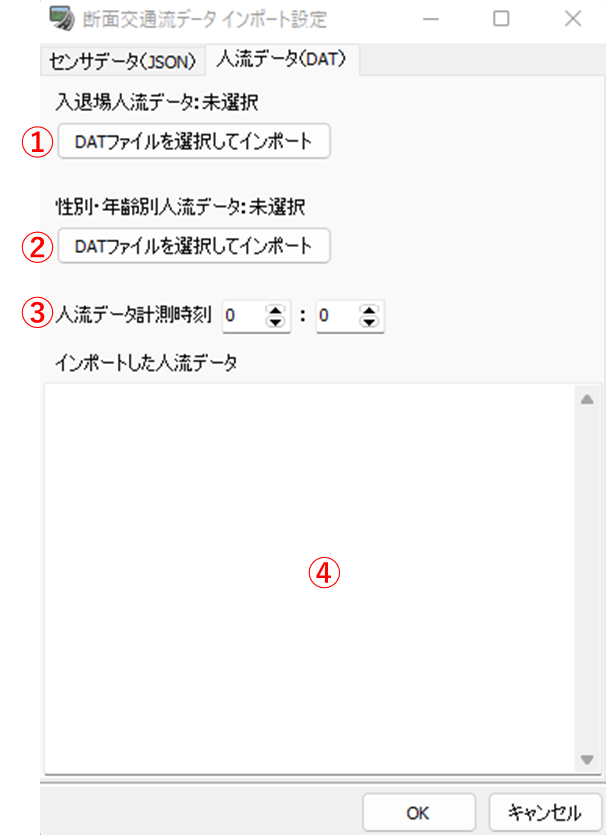 断面交通流データ インポート設定
センサデータ(JSON) 人流データ(DAT)
入退場人流データ: 未選択
① DATファイルを選択してインポート
性別・年齢別人流データ: 未選択
② DATファイルを選択してインポート
③ 人流データ計測時刻 0 : 0
インポートした人流データ
④
OK キャンセル